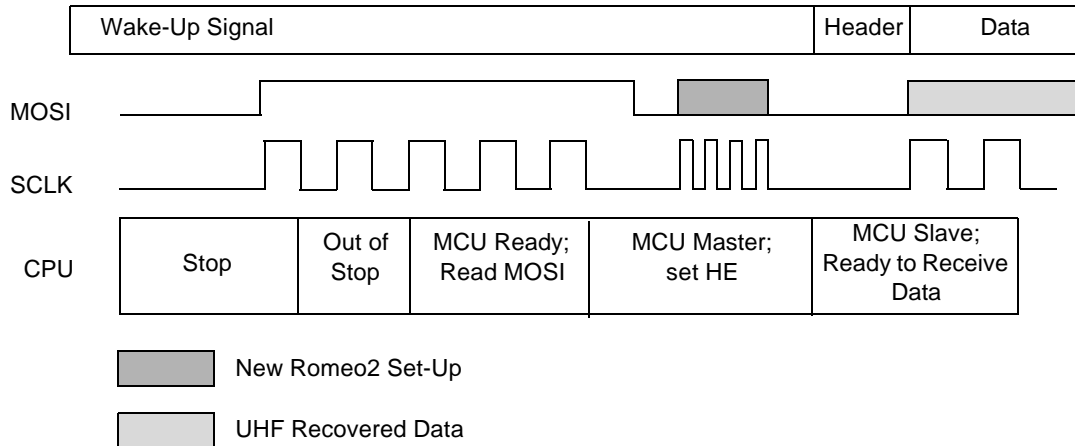 Wake-Up Signal Header Data
MOSI
SCLK
CPU
Stop
Out of
Stop
MCU Ready;
Read MOSI
MCU Master;
set HE
MCU Slave;
Ready to Receive
Data
New Romeo2 Set-Up
UHF Recovered Data